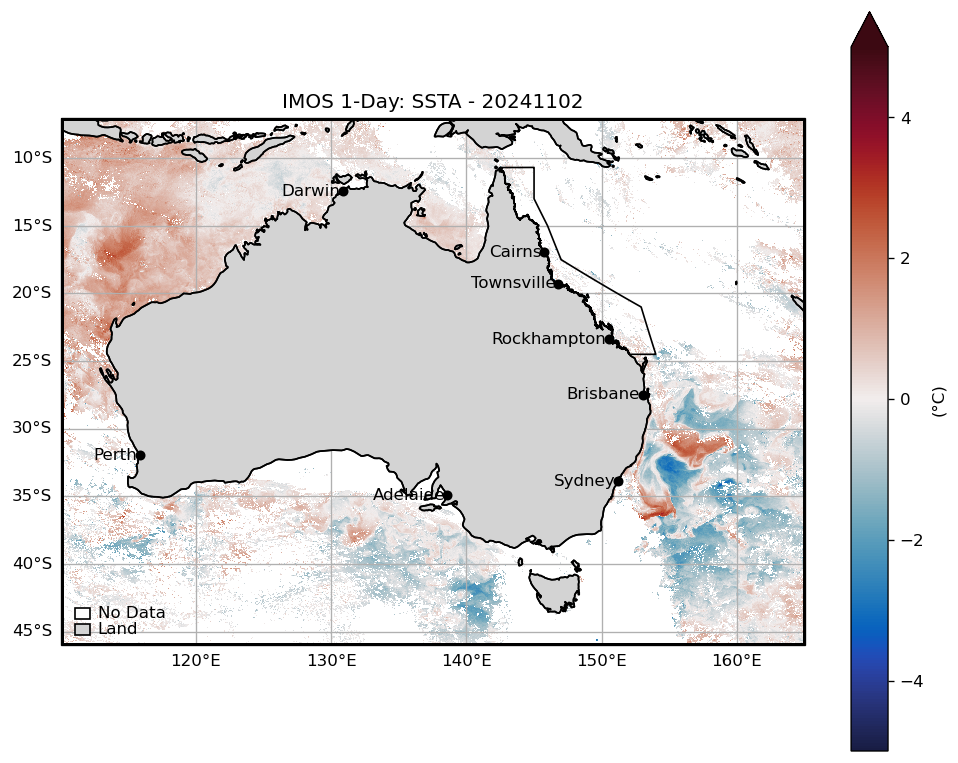 IMOS 1-Day: SSTA - 20241102
10°S
15°S
20°S
25°S
30°S
35°S
40°S
45°S
Darwin
Cairns
Townsville
Rockhampton
Brisbane
Perth
Sydney
Adelaide
No Data
Land
120°E
130°E
140°E
150°E
160°E
4
2
0
−2
−4
(°C)